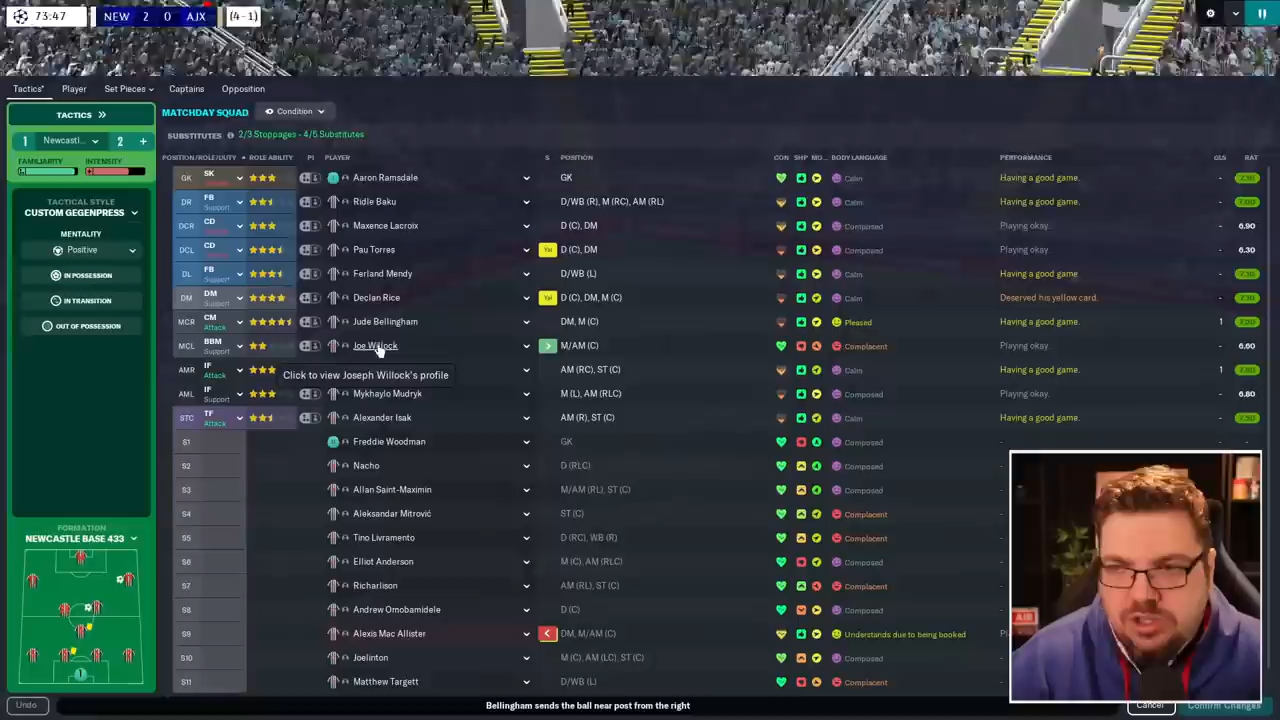 73:47 NEW 2 0 AJX (4-1)
Tactics* Player Set Pieces Captains Opposition
TACTICS
MATCHDAY SQUAD Condition
SUBSTITUTES 2/3 Stoppages - 4/5 Substitutes
1 Newcastl... 2 +
FAMILIARITY INTENSITY
TACTICAL STYLE
CUSTOM GEGENPRESS
MENTALITY
Positive
IN POSSESSION
IN TRANSITION
OUT OF POSSESSION
FORMATION
NEWCASTLE BASE 433
POSITION/ROLE/DUTY ROLE ABILITY PI PLAYER S POSITION CON SHP MO... BODY LANGUAGE PERFORMANCE GLS RAT
GK SK Aaron Ramsdale GK Calm Having a good game. -
DR FB Support Ridle Baku D/WB (R), M (RC), AM (RL) Calm Having a good game. - 7.00
DCR CD Maxence Lacroix D (C), DM Composed Playing okay. - 6.90
DCL CD Pau Torres Yel D (C), DM Composed Playing okay. - 6.30
DL FB Support Ferland Mendy D/WB (L) Calm Having a good game. -
DM DM Support Declan Rice Yel D (C), DM, M (C) Calm Deserved his yellow card. -
MCR CM Attack Jude Bellingham DM, M (C) Pleased Having a good game. 1
MCL BBM Support Joe Willock M/AM (C) Complacent Playing okay. - 6.60
Click to view Joseph Willock's profile
AMR IF Attack AM (RC), ST (C) Calm Having a good game. 1
AML IF Support Mykhaylo Mudryk M (L), AM (RLC) Composed Playing okay. - 6.80
STC TF Attack Alexander Isak AM (R), ST (C) Calm Having a good game. -
S1 Freddie Woodman GK Composed - - -
S2 Nacho D (RLC) Composed -
S3 Allan Saint-Maximin M/AM (RL), ST (C) Composed
S4 Aleksandar Mitrović ST (C) Complacent
S5 Tino Livramento D (RC), WB (R) Complacent
S6 Elliot Anderson M (C), AM (RLC) Composed
S7 Richarlison AM (RL), ST (C) Complacent
S8 Andrew Omobamidele D (C) Composed
S9 Alexis Mac Allister DM, M/AM (C) Understands due to being booked
S10 Joelinton M (C), AM (LC), ST (C) Composed
S11 Matthew Targett D/WB (L) Complacent
Undo Bellingham sends the ball near post from the right Cancel Confirm Changes